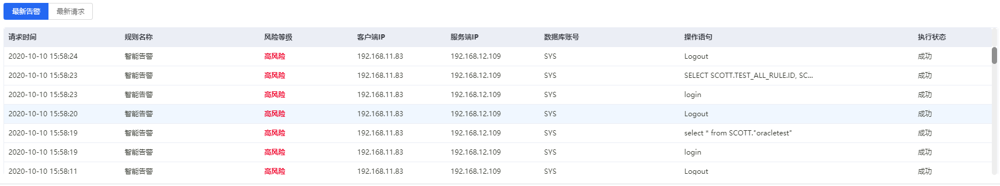 最新告警 最新请求
请求时间 规则名称 风险等级 客户端IP 服务端IP 数据库账号 操作语句 执行状态
2020-10-10 15:58:24 智能告警 高风险 192.168.11.83 192.168.12.109 SYS Logout 成功
2020-10-10 15:58:23 智能告警 高风险 192.168.11.83 192.168.12.109 SYS SELECT SCOTT.TEST_ALL_RULE.ID, SC... 成功
2020-10-10 15:58:23 智能告警 高风险 192.168.11.83 192.168.12.109 SYS login 成功
2020-10-10 15:58:20 智能告警 高风险 192.168.11.83 192.168.12.109 SYS Logout 成功
2020-10-10 15:58:19 智能告警 高风险 192.168.11.83 192.168.12.109 SYS select * from SCOTT."oracletest" 成功
2020-10-10 15:58:19 智能告警 高风险 192.168.11.83 192.168.12.109 SYS login 成功
2020-10-10 15:58:11 智能告警 高风险 192.168.11.83 192.168.12.109 SYS Logout 成功